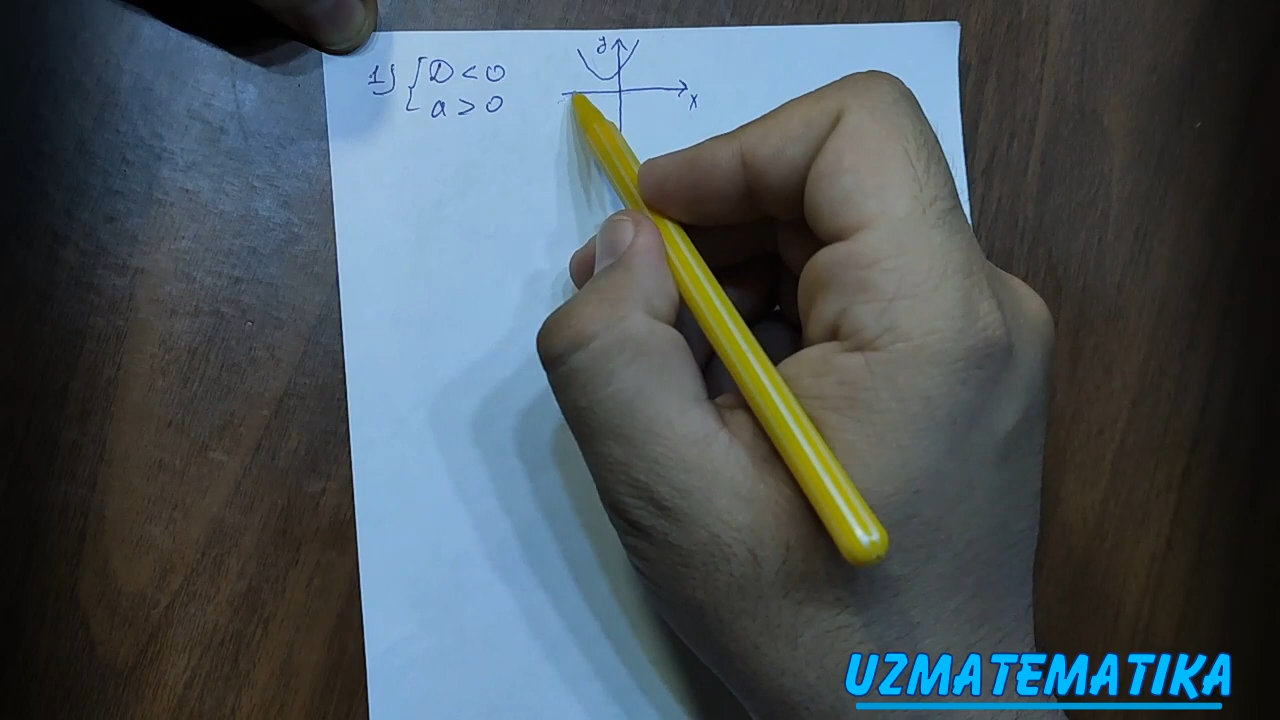 1) { D < 0
a > 0
y
x
UZMATEMATIKA